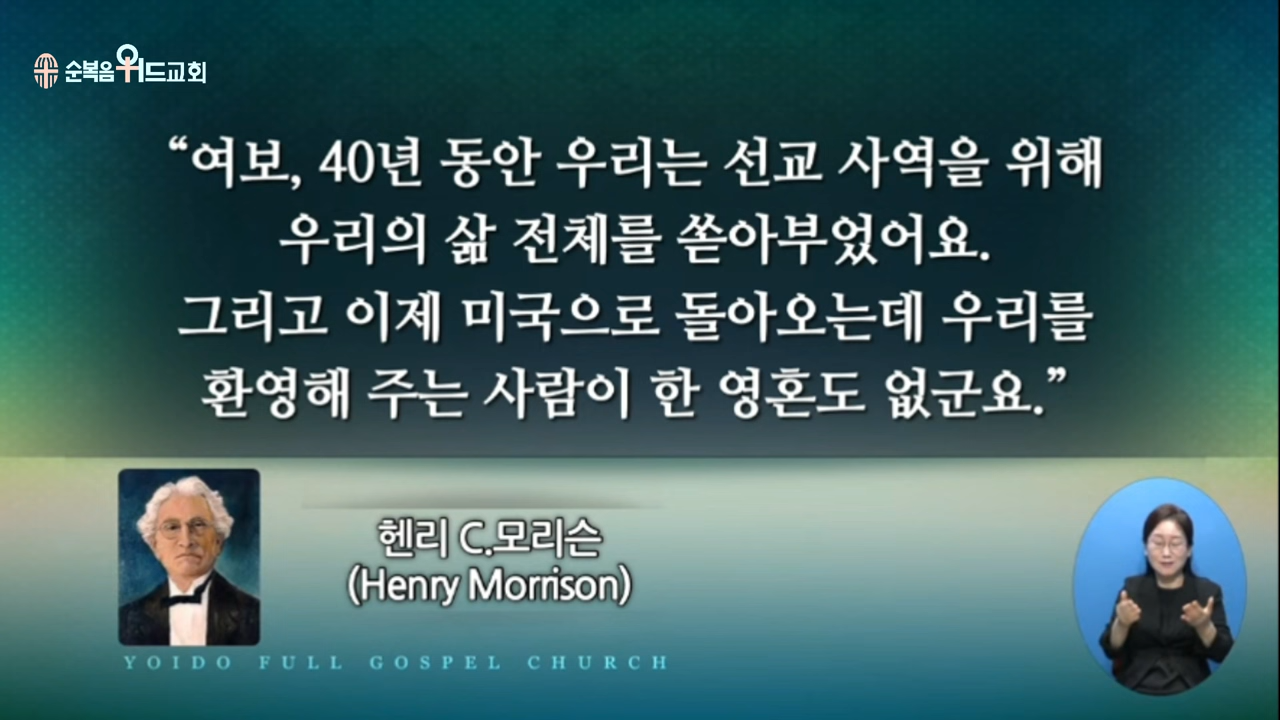 순복음워드교회
“여보, 40년 동안 우리는 선교 사역을 위해
우리의 삶 전체를 쏟아부었어요.
그리고 이제 미국으로 돌아오는데 우리를
환영해 주는 사람이 한 영혼도 없군요.”
헨리 C.모리슨
(Henry Morrison)
YOIDO FULL GOSPEL CHURCH